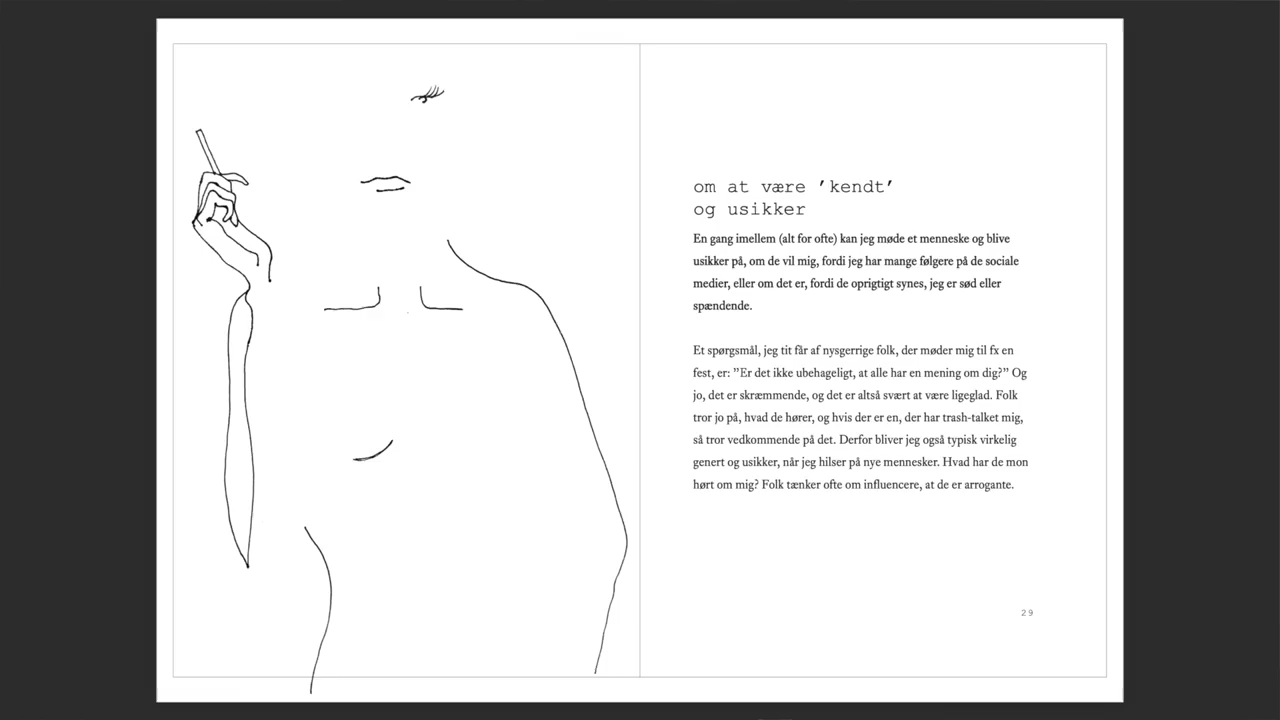 om at være 'kendt'
og usikker
En gang imellem (alt for ofte) kan jeg møde et menneske og blive
usikker på, om de vil mig, fordi jeg har mange følgere på de sociale
medier, eller om det er, fordi de oprigtigt synes, jeg er sød eller
spændende.
Et spørgsmål, jeg tit får af nysgerrige folk, der møder mig til fx en
fest, er: ”Er det ikke ubehageligt, at alle har en mening om dig?” Og
jo, det er skræmmende, og det er altså svært at være ligeglad. Folk
tror jo på, hvad de hører, og hvis der er en, der har trash-talket mig,
så tror vedkommende på det. Derfor bliver jeg også typisk virkelig
genert og usikker, når jeg hilser på nye mennesker. Hvad har de mon
hørt om mig? Folk tænker ofte om influencere, at de er arrogante.
29